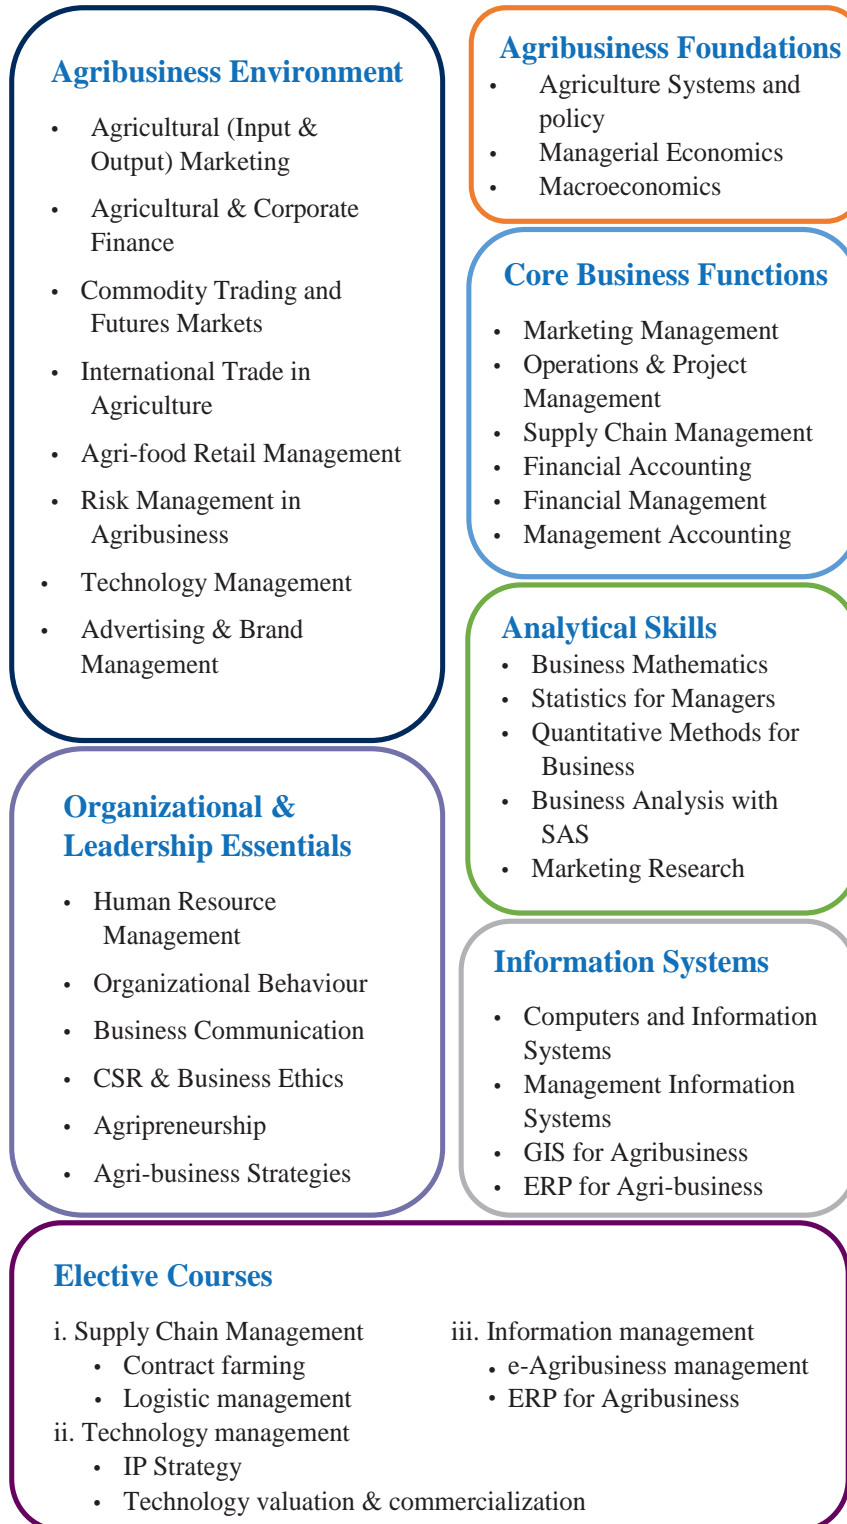 Agribusiness Environment
• Agricultural (Input &
Output) Marketing
• Agricultural & Corporate
Finance
• Commodity Trading and
Futures Markets
• International Trade in
Agriculture
• Agri-food Retail Management
• Risk Management in
Agribusiness
• Technology Management
• Advertising & Brand
Management
Agribusiness Foundations
• Agriculture Systems and
policy
• Managerial Economics
• Macroeconomics
Core Business Functions
• Marketing Management
• Operations & Project
Management
• Supply Chain Management
• Financial Accounting
• Financial Management
• Management Accounting
Analytical Skills
• Business Mathematics
• Statistics for Managers
• Quantitative Methods for
Business
• Business Analysis with
SAS
• Marketing Research
Organizational &
Leadership Essentials
• Human Resource
Management
• Organizational Behaviour
• Business Communication
• CSR & Business Ethics
• Agripreneurship
• Agri-business Strategies
Information Systems
• Computers and Information
Systems
• Management Information
Systems
• GIS for Agribusiness
• ERP for Agri-business
Elective Courses
i. Supply Chain Management
• Contract farming
• Logistic management
ii. Technology management
• IP Strategy
• Technology valuation & commercialization
iii. Information management
• e-Agribusiness management
• ERP for Agribusiness